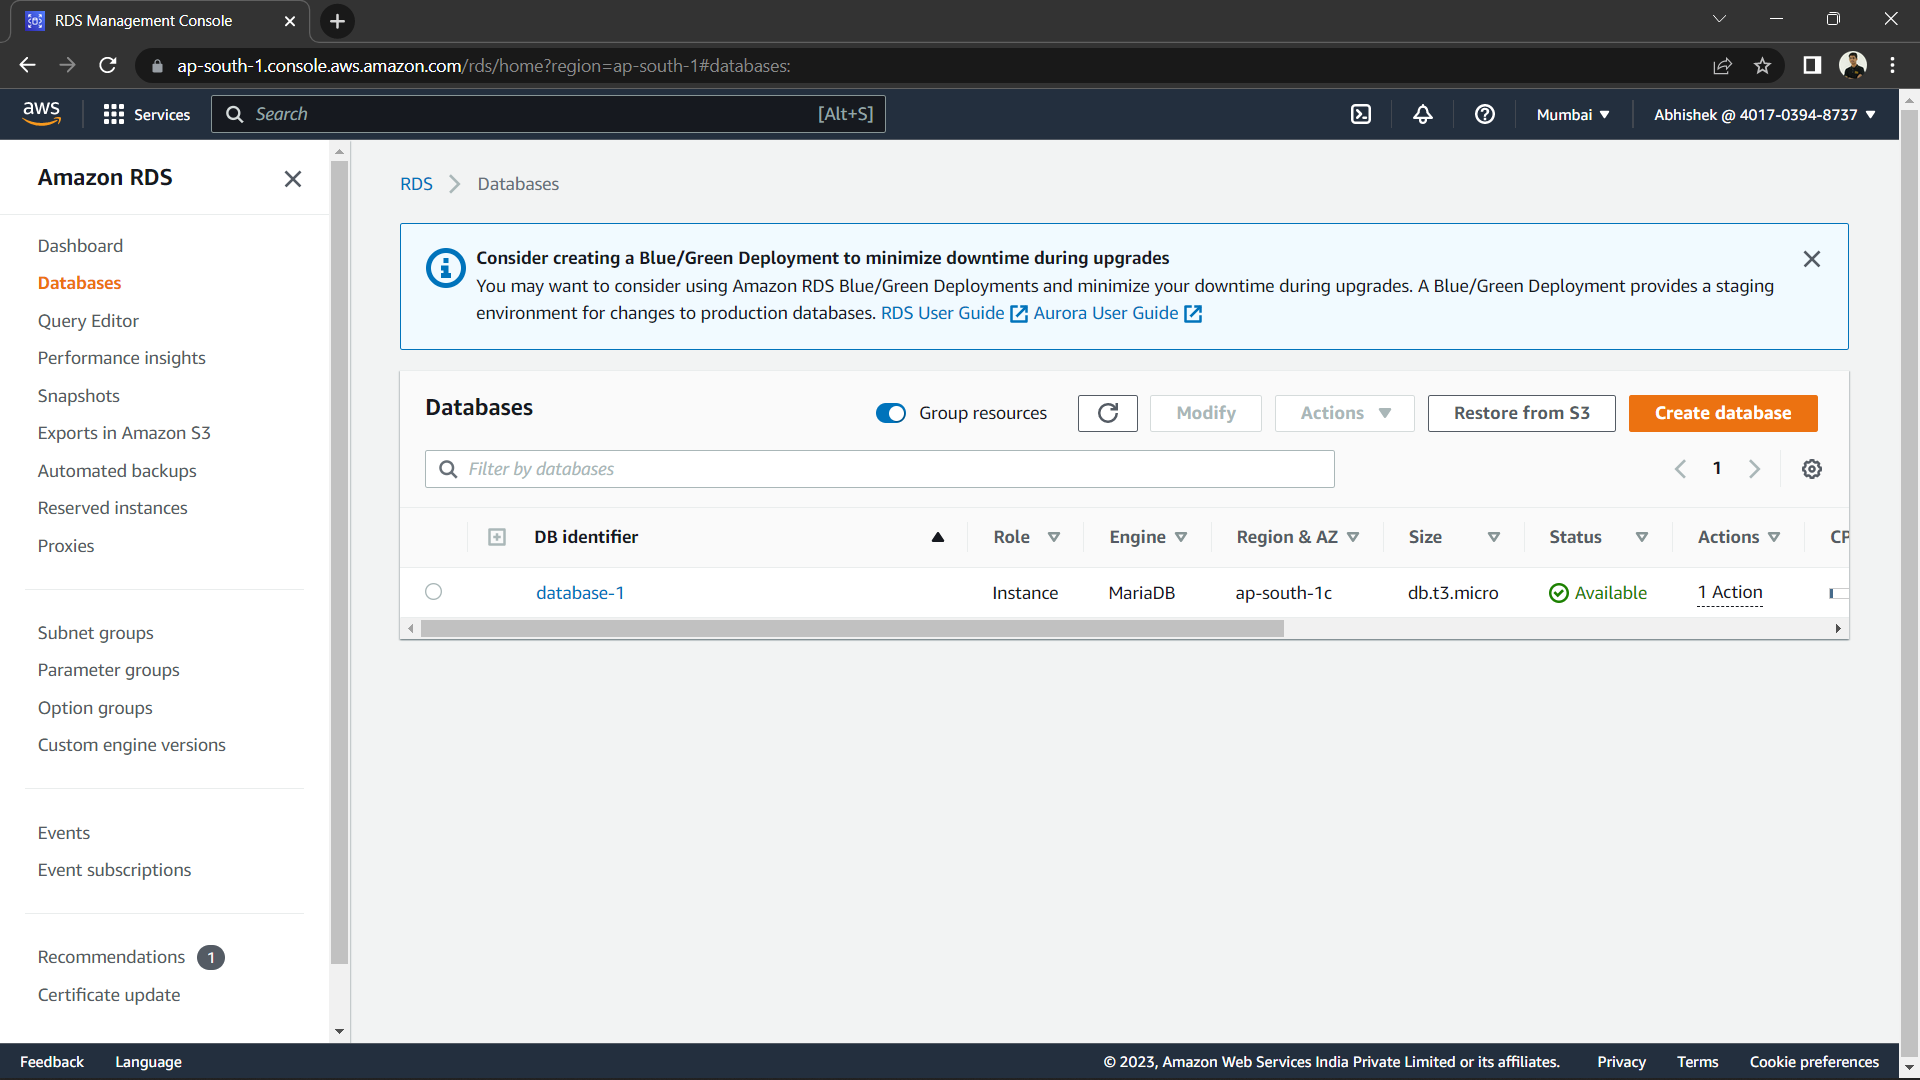 RDS Management Console
ap-south-1.console.aws.amazon.com/rds/home?region=ap-south-1#databases:
aws
Services
Search
[Alt+S]
Mumbai
Abhishek @ 4017-0394-8737
Amazon RDS
Dashboard
Databases
Query Editor
Performance insights
Snapshots
Exports in Amazon S3
Automated backups
Reserved instances
Proxies
Subnet groups
Parameter groups
Option groups
Custom engine versions
Events
Event subscriptions
Recommendations 1
Certificate update
RDS > Databases
Consider creating a Blue/Green Deployment to minimize downtime during upgrades
You may want to consider using Amazon RDS Blue/Green Deployments and minimize your downtime during upgrades. A Blue/Green Deployment provides a staging
environment for changes to production databases. RDS User Guide Aurora User Guide
Databases
Group resources
Modify
Actions
Restore from S3
Create database
Filter by databases
1
DB identifier Role Engine Region & AZ Size Status Actions CP
database-1 Instance MariaDB ap-south-1c db.t3.micro Available 1 Action
Feedback Language
© 2023, Amazon Web Services India Private Limited or its affiliates. Privacy Terms Cookie preferences